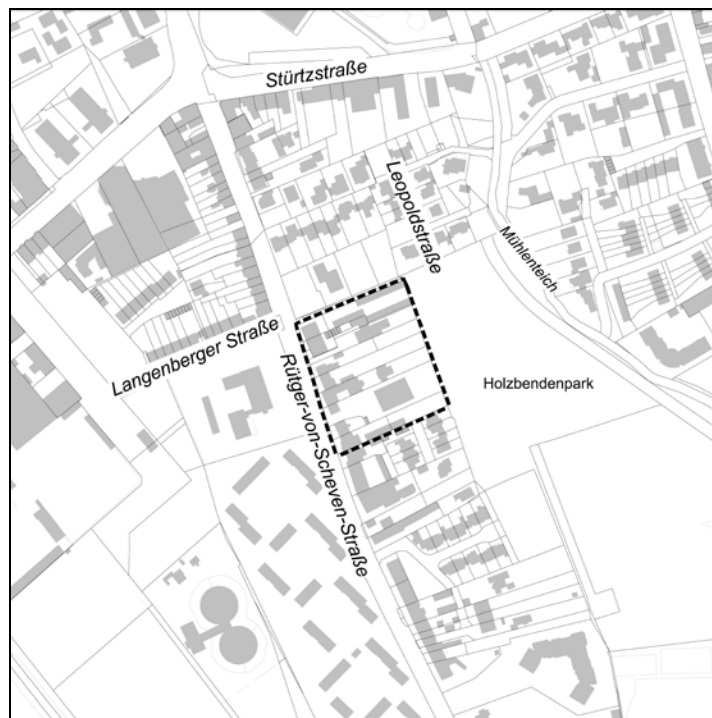 Stürtzstraße
Leopoldstraße
Mühlenteich
Langenberger Straße
Rütger-von-Scheven-Straße
Holzbendenpark